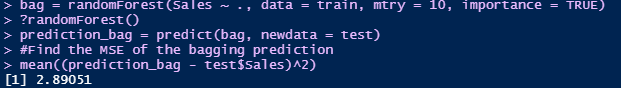 > bag = randomForest(Sales ~ ., data = train, mtry = 10, importance = TRUE)
> ?randomForest()
> prediction_bag = predict(bag, newdata = test)
> #Find the MSE of the bagging prediction
> mean((prediction_bag - test$Sales)^2)
[1] 2.89051